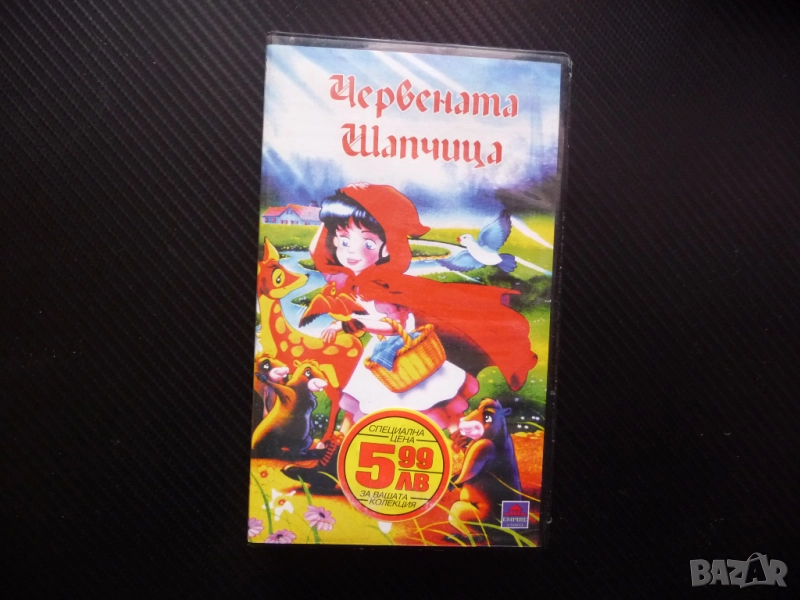 Червената
Шапчица
СПЕЦИАЛНА
ЦЕНА
5 99
ЛВ
ЗА ВАШАТА
КОЛЕКЦИЯ
BAZAR